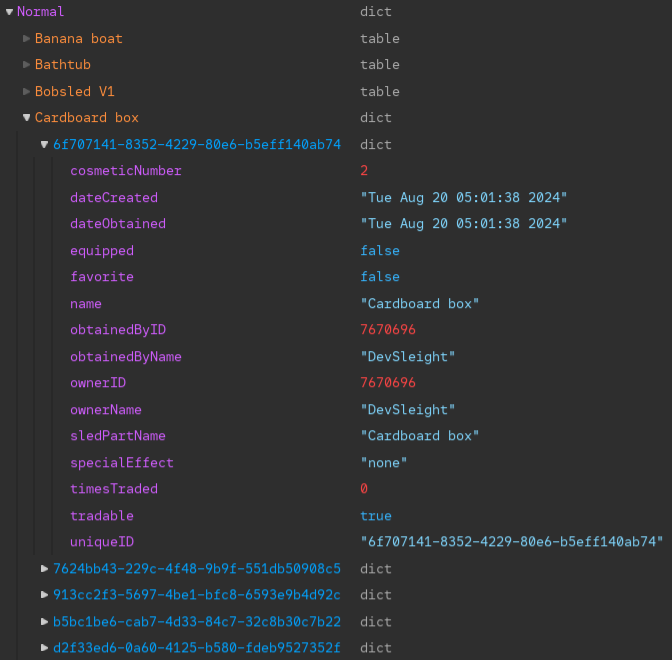 Normal dict
Banana boat table
Bathtub table
Bobsled V1 table
Cardboard box dict
6f707141-8352-4229-80e6-b5eff140ab74 dict
cosmeticNumber 2
dateCreated "Tue Aug 20 05:01:38 2024"
dateObtained "Tue Aug 20 05:01:38 2024"
equipped false
favorite false
name "Cardboard box"
obtainedByID 7670696
obtainedByName "DevSleight"
ownerID 7670696
ownerName "DevSleight"
sledPartName "Cardboard box"
specialEffect "none"
timesTraded 0
tradable true
uniqueID "6f707141-8352-4229-80e6-b5eff140ab74"
7624bb43-229c-4f48-9b9f-551db50908c5 dict
913cc2f3-5697-4be1-bfc8-6593e9b4d92c dict
b5bc1be6-cab7-4d33-84c7-32c8b30c7b22 dict
d2f33ed6-0a60-4125-b580-fdeb9527352f dict